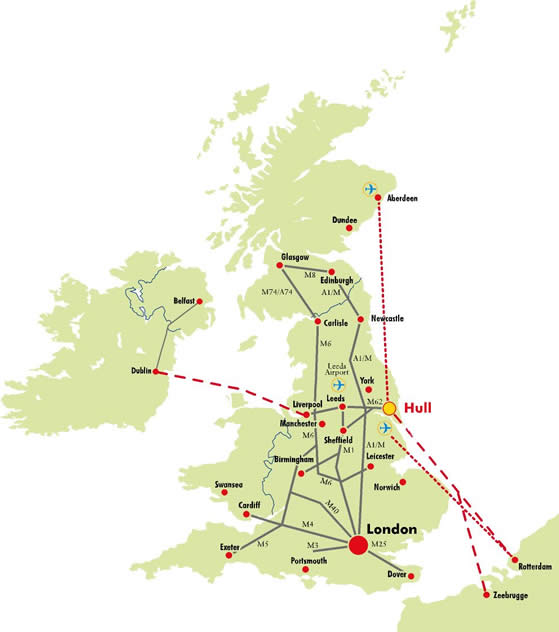 Aberdeen
Dundee
Glasgow
M8
Edinburgh
M74/A74
A1/M
Belfast
Carlisle
Newcastle
M6
A1/M
Leeds
Airport
Dublin
York
Leeds
M62
Liverpool
Hull
Manchester
M6
Sheffield
A1/M
M1
Leicester
Birmingham
M6
Swansea
Norwich
Cardiff
M40
M4
London
Exeter
M5
M3
M25
Portsmouth
Dover
Rotterdam
Zeebrugge